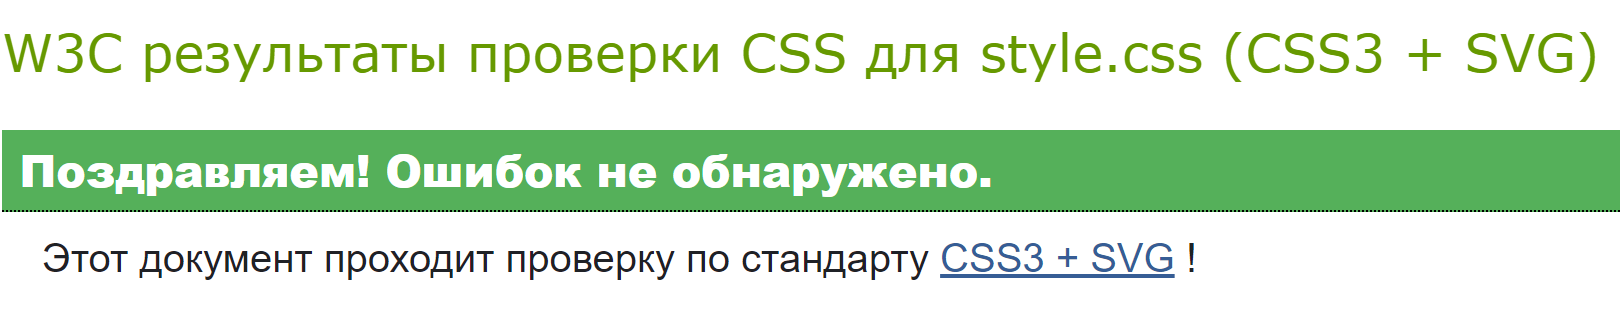 W3C результаты проверки CSS для style.css (CSS3 + SVG)
Поздравляем! Ошибок не обнаружено.
Этот документ проходит проверку по стандарту CSS3 + SVG !